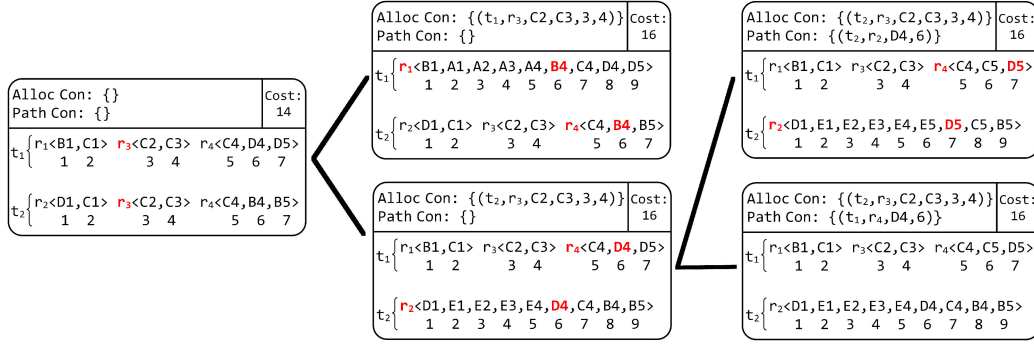 Alloc Con: {}
Path Con: {}
Cost:
14
t1 { r1<B1,C1> r3<C2,C3> r4<C4,D4,D5>
1 2 3 4 5 6 7
t2 { r2<D1,C1> r3<C2,C3> r4<C4,B4,B5>
1 2 3 4 5 6 7
Alloc Con: {(t1,r3,C2,C3,3,4)}
Path Con: {}
Cost:
16
t1 { r1<B1,A1,A2,A3,A4,B4,C4,D4,D5>
1 2 3 4 5 6 7 8 9
t2 { r2<D1,C1> r3<C2,C3> r4<C4,B4,B5>
1 2 3 4 5 6 7
Alloc Con: {(t2,r3,C2,C3,3,4)}
Path Con: {}
Cost:
16
t1 { r1<B1,C1> r3<C2,C3> r4<C4,D4,D5>
1 2 3 4 5 6 7
t2 { r2<D1,E1,E2,E3,E4,D4,C4,B4,B5>
1 2 3 4 5 6 7 8 9
Alloc Con: {(t2,r3,C2,C3,3,4)}
Path Con: {(t2,r2,D4,6)}
Cost:
16
t1 { r1<B1,C1> r3<C2,C3> r4<C4,C5,D5>
1 2 3 4 5 6 7
t2 { r2<D1,E1,E2,E3,E4,E5,D5,C5,B5>
1 2 3 4 5 6 7 8 9
Alloc Con: {(t2,r3,C2,C3,3,4)}
Path Con: {(t1,r4,D4,6)}
Cost:
16
t1 { r1<B1,C1> r3<C2,C3> r4<C4,C5,D5>
1 2 3 4 5 6 7
t2 { r2<D1,E1,E2,E3,E4,D4,C4,B4,B5>
1 2 3 4 5 6 7 8 9